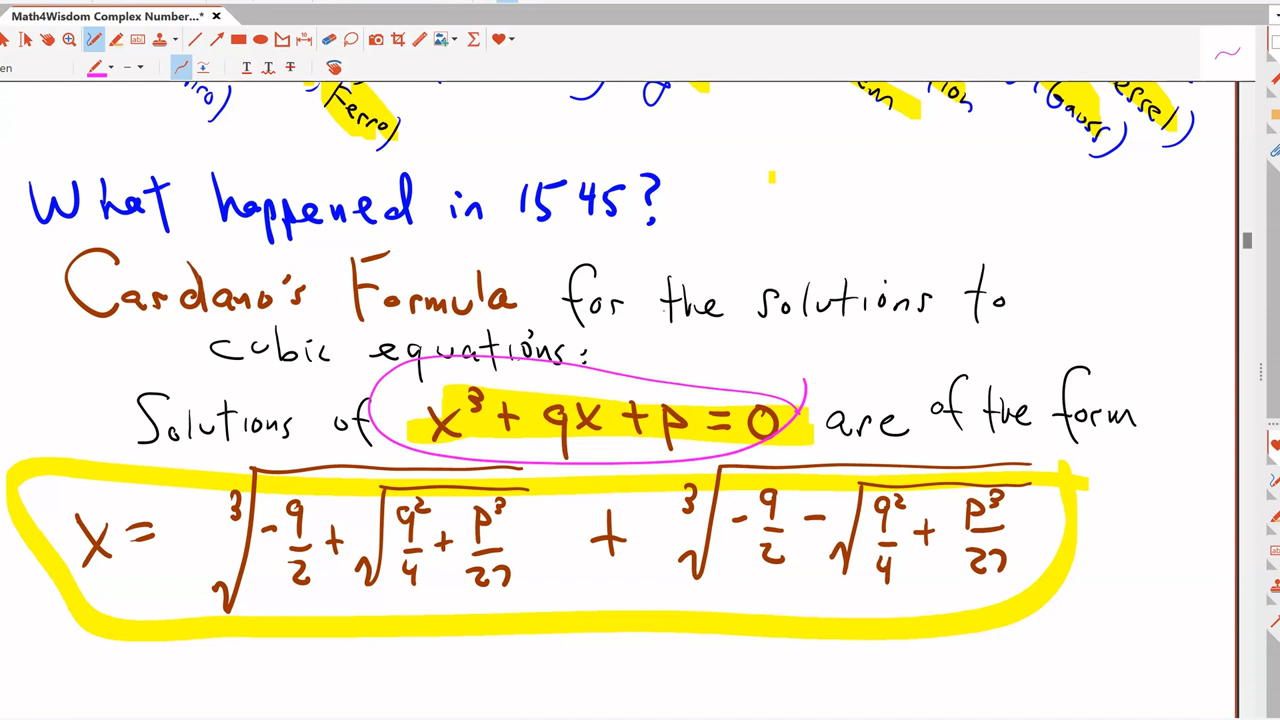 Math4Wisdom Complex Number...* ×
en
Ferro)
(Gauss)
What happened in 1545?
Cardano's Formula for the solutions to
cubic equations:
Solutions of x³ + qx + p = 0 are of the form
x = ∛(-q/2 + √(q²/4 + p³/27)) + ∛(-q/2 - √(q²/4 + p³/27))